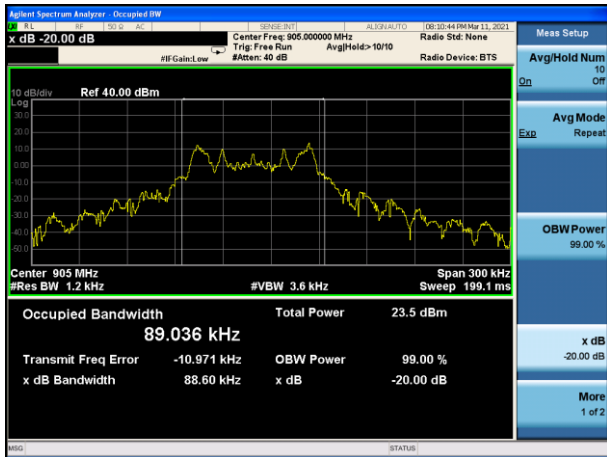 Agilent Spectrum Analyzer - Occupied BW
RL RF 50 Ω AC SENSE:INT ALIGN AUTO 08:10:44 PM Mar 11, 2021
x dB -20.00 dB
Center Freq: 905.000000 MHz
Radio Std: None
Trig: Free Run Avg|Hold:>10/10
#IFGain:Low #Atten: 40 dB
Radio Device: BTS
10 dB/div Ref 40.00 dBm
Log
30.0
20.0
10.0
0.00
-10.0
-20.0
-30.0
-40.0
-50.0
Center 905 MHz Span 300 kHz
#Res BW 1.2 kHz #VBW 3.6 kHz Sweep 199.1 ms
Occupied Bandwidth Total Power 23.5 dBm
89.036 kHz
Transmit Freq Error -10.971 kHz OBW Power 99.00 %
x dB Bandwidth 88.60 kHz x dB -20.00 dB
MSG STATUS
Meas Setup
Avg/Hold Num
10
On Off
Avg Mode
Exp Repeat
OBW Power
99.00 %
x dB
-20.00 dB
More
1 of 2